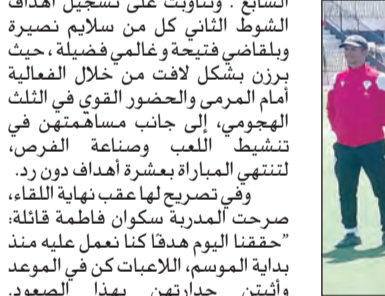 السابع . وتناوبت على تسجيل أهداف
الشوط الثاني كل من سلايم نصيرة
وبلقاضي فتيحة وغالمي فضيلة ، حيث
برزن بشكل لافت من خلال الفعالية
أمام المرمى والحضور القوي في الثلث
الهجومي، إلى جانب مساهمتهن في
تنشيط اللعب وصناعة الفرص،
لتنتهي المباراة بعشرة أهداف دون رد.
وفي تصريح لها عقب نهاية اللقاء،
صرحت المدربة سكوان فاطمة قائلة:
"حققنا اليوم هدفًا كنا نعمل عليه منذ
بداية الموسم، اللاعبات كن في الموعد
وأثبتن جدارتهن بهذا الصعود.